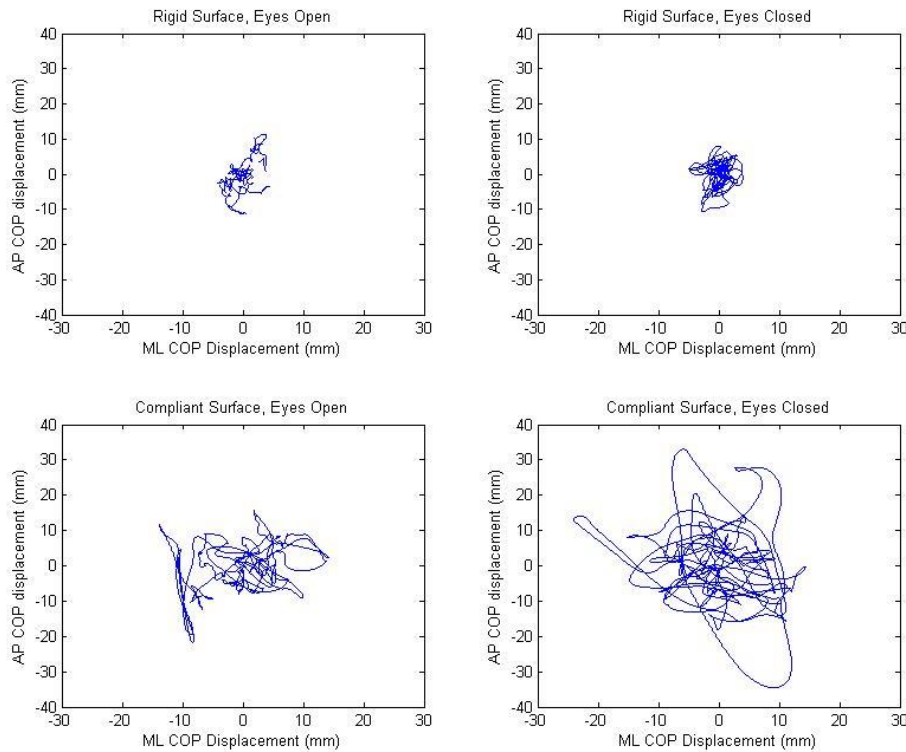 Rigid Surface, Eyes Open
40
30
20
10
0
-10
-20
-30
-40
AP COP displacement (mm)
-30 -20 -10 0 10 20 30
ML COP Displacement (mm)
Rigid Surface, Eyes Closed
40
30
20
10
0
-10
-20
-30
-40
AP COP displacement (mm)
-30 -20 -10 0 10 20 30
ML COP Displacement (mm)
Compliant Surface, Eyes Open
40
30
20
10
0
-10
-20
-30
-40
AP COP displacement (mm)
-30 -20 -10 0 10 20 30
ML COP Displacement (mm)
Compliant Surface, Eyes Closed
40
30
20
10
0
-10
-20
-30
-40
AP COP displacement (mm)
-30 -20 -10 0 10 20 30
ML COP Displacement (mm)